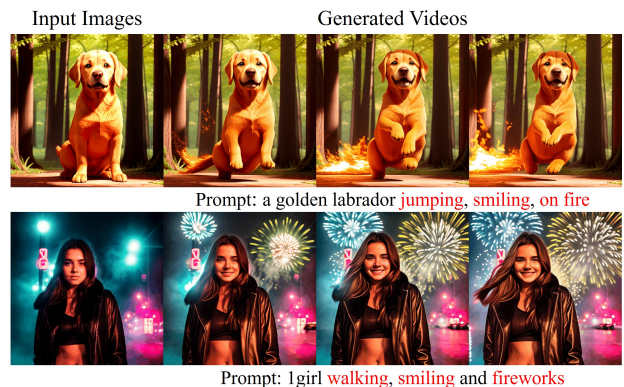 Input Images
Generated Videos
Prompt: a golden labrador jumping, smiling, on fire
Prompt: 1girl walking, smiling and fireworks